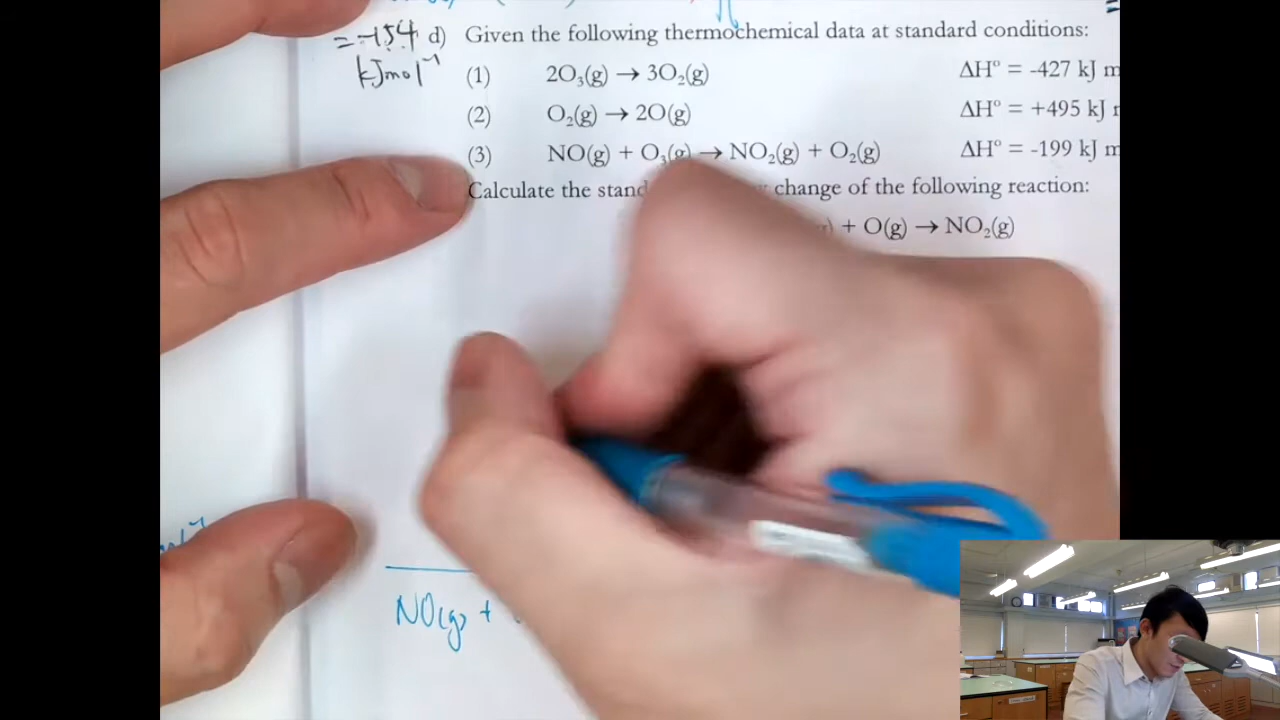 = -154 d) Given the following thermochemical data at standard conditions:
kJmol⁻¹
(1) 2O₃(g) → 3O₂(g) ΔH° = -427 kJ m
(2) O₂(g) → 2O(g) ΔH° = +495 kJ
(3) NO(g) + O₃(g) → NO₂(g) + O₂(g) ΔH° = -199 kJ m
Calculate the stand change of the following reaction:
+ O(g) → NO₂(g)
NO(g) +